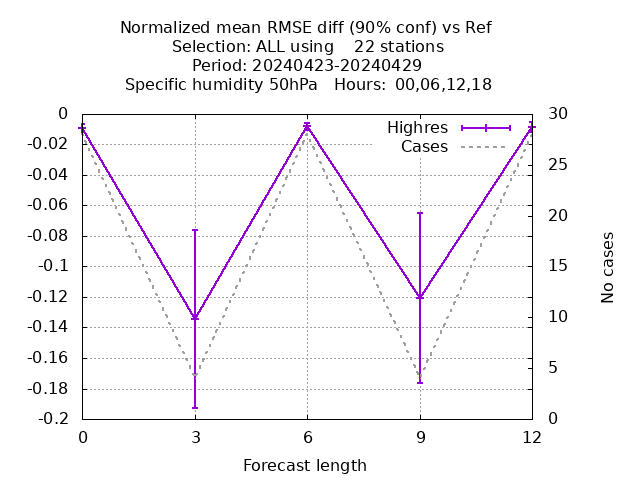 Normalized mean RMSE diff (90% conf) vs Ref
Selection: ALL using    22 stations
Period: 20240423-20240429
Specific humidity 50hPa   Hours: 00,06,12,18
Highres
Cases
0
-0.02
-0.04
-0.06
-0.08
-0.1
-0.12
-0.14
-0.16
-0.18
-0.2
30
25
20
15
10
5
0
No cases
0 3 6 9 12
Forecast length